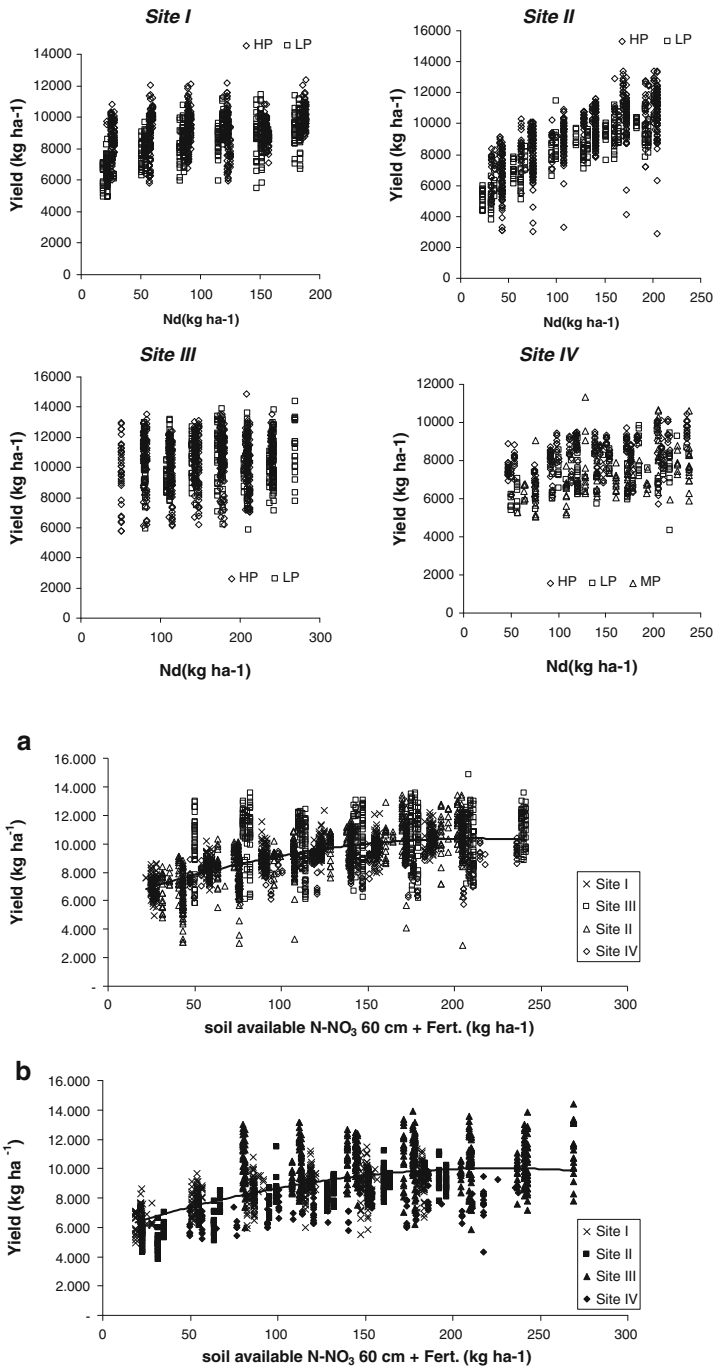 Site I
HP LP
14000
12000
10000
8000
6000
4000
2000
0
Yield (kg ha-1)
0 50 100 150 200
Nd(kg ha-1)
Site II
HP LP
16000
14000
12000
10000
8000
6000
4000
2000
0
Yield (kg ha-1)
0 50 100 150 200 250
Nd(kg ha-1)
Site III
16000
14000
12000
10000
8000
6000
4000
2000
0
Yield (kg ha-1)
HP LP
0 100 200 300
Nd(kg ha-1)
Site IV
12000
10000
8000
6000
4000
2000
0
Yield (kg ha-1)
HP LP MP
0 50 100 150 200 250
Nd(kg ha-1)
a
16.000
14.000
12.000
10.000
8.000
6.000
4.000
2.000
-
Yield (kg ha-1)
Site I
Site III
Site II
Site IV
0 50 100 150 200 250 300
soil available N-NO3 60 cm + Fert. (kg ha-1)
b
16.000
14.000
12.000
10.000
8.000
6.000
4.000
2.000
-
Yield (kg ha -1)
Site I
Site II
Site III
Site IV
0 50 100 150 200 250 300
soil available N-NO3 60 cm + Fert. (kg ha-1)